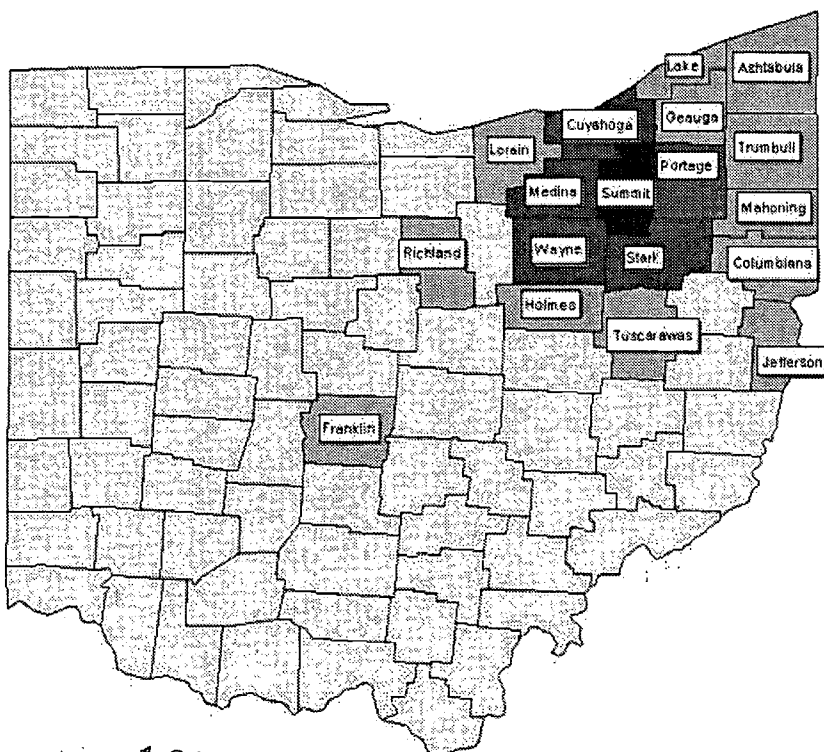 Lake
Ashtabula
Geauga
Cuyahoga
Lorain
Trumbull
Portage
Medina
Summit
Mahoning
Richland
Wayne
Stark
Columbiana
Holmes
Tuscarawas
Jefferson
Franklin